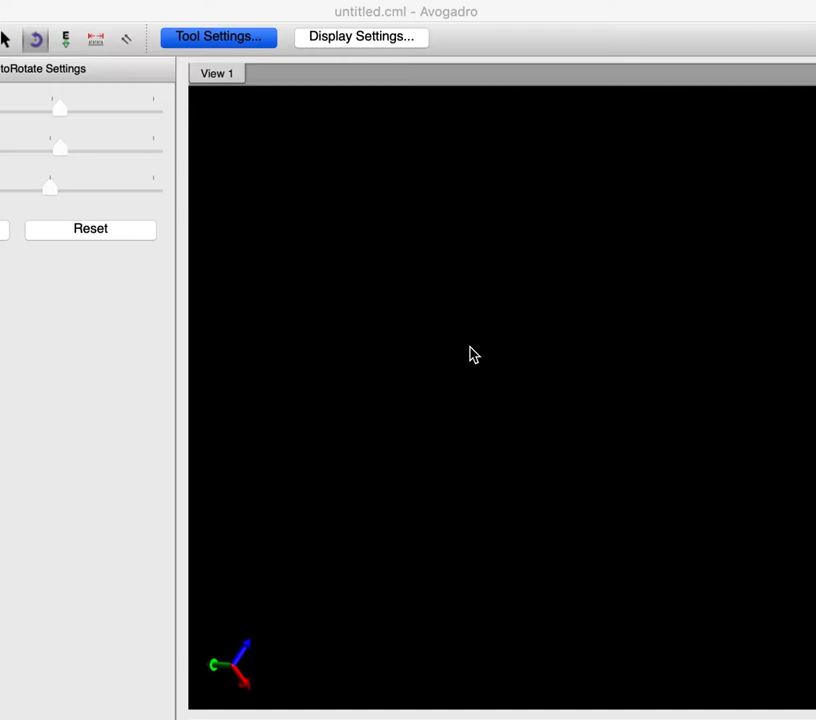 untitled.cml - Avogadro
E
Tool Settings...
Display Settings...
toRotate Settings
View 1
Reset